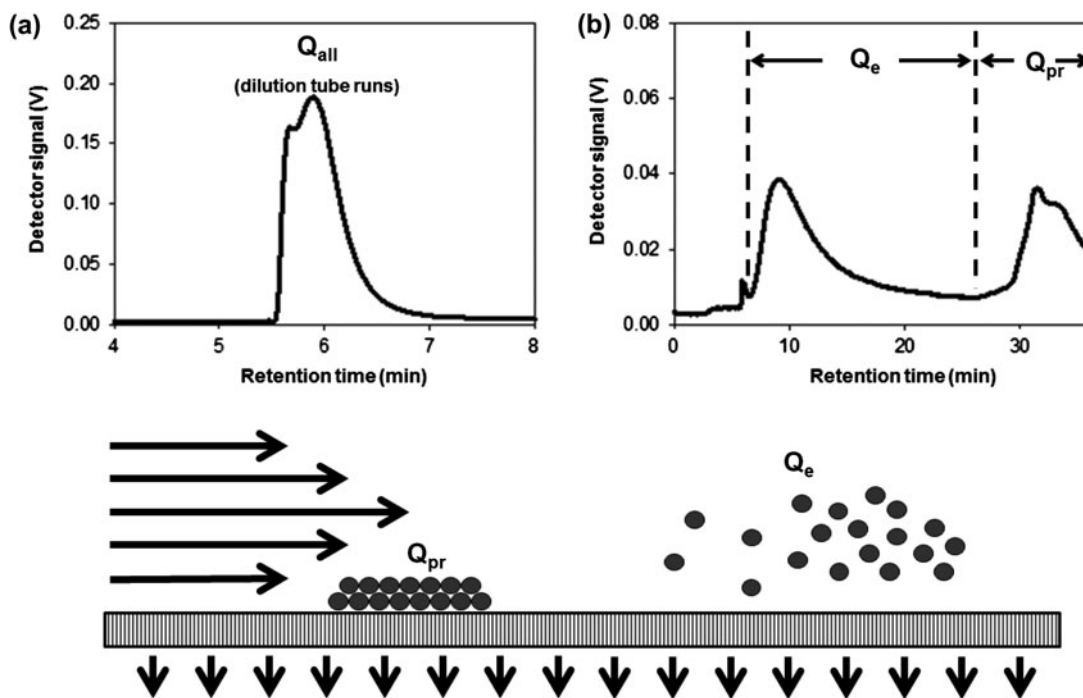 (a)
0.25
0.20
0.15
0.10
0.05
0.00
Detector signal (V)
Q_all
(dilution tube runs)
4 5 6 7 8
Retention time (min)
(b)
0.08
0.06
0.04
0.02
0.00
Detector signal (V)
Q_e
Q_pr
0 10 20 30
Retention time (min)
Q_pr
Q_e